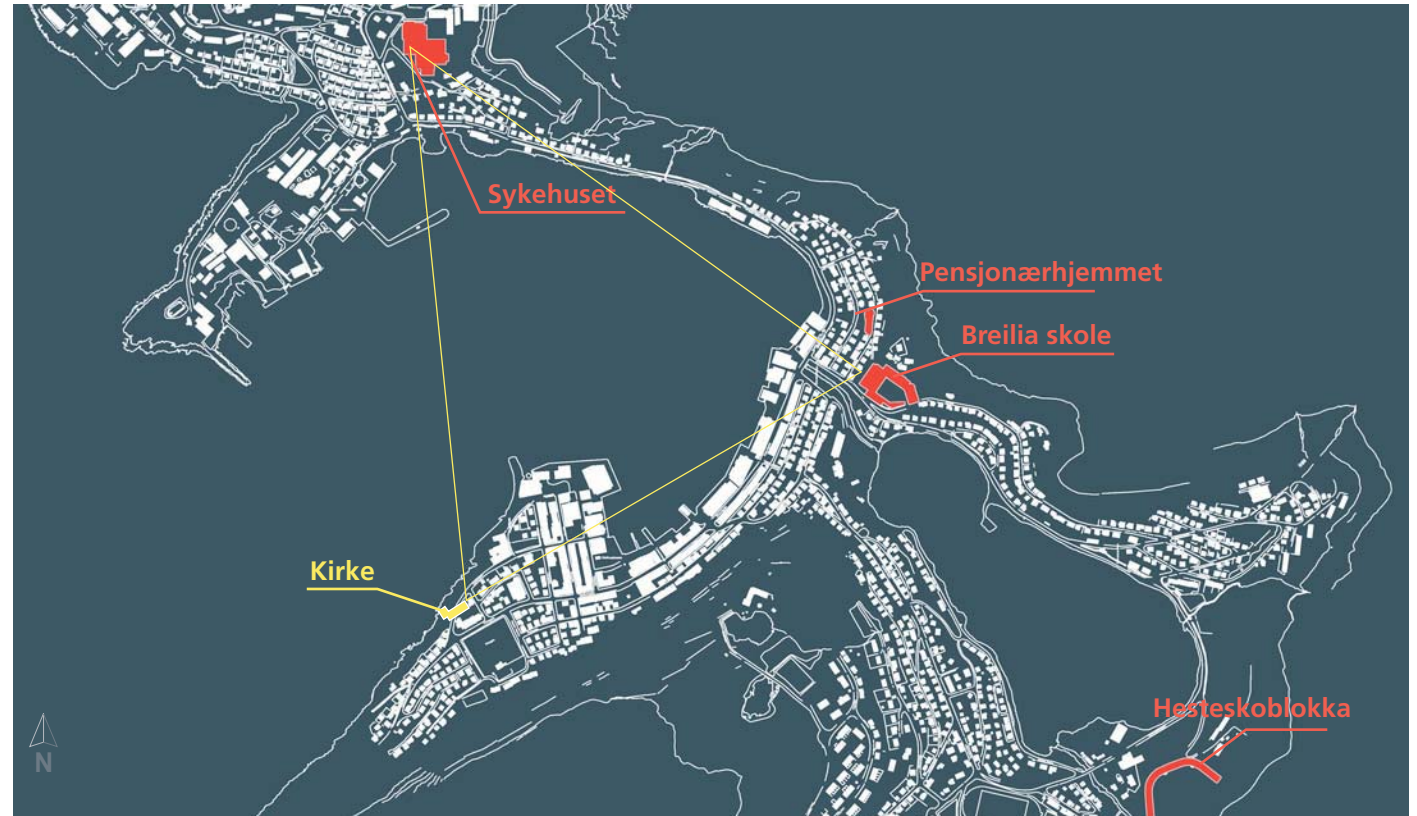 Sykehuset
Pensjonærhjemmet
Breilia skole
Kirke
Hesteskoblokka
N